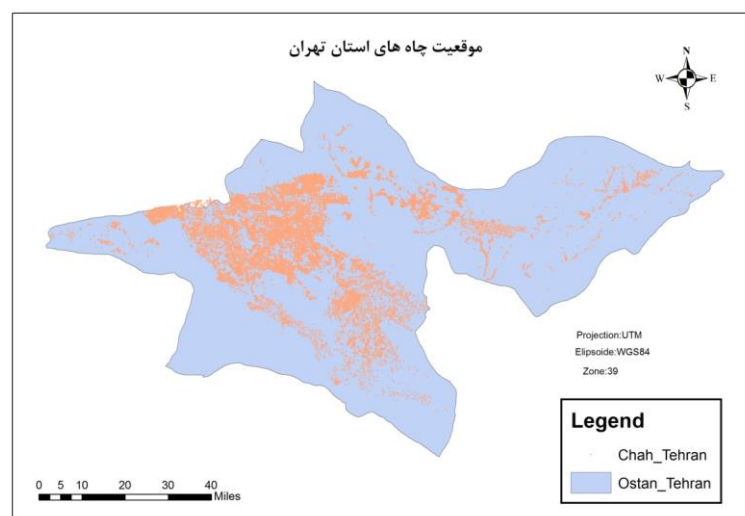 موقعیت چاه های استان تهران
N
W E
S
Projection:UTM
Elipsoide:WGS84
Zone:39
Legend
Chah_Tehran
Ostan_Tehran
0 5 10 20 30 40
Miles